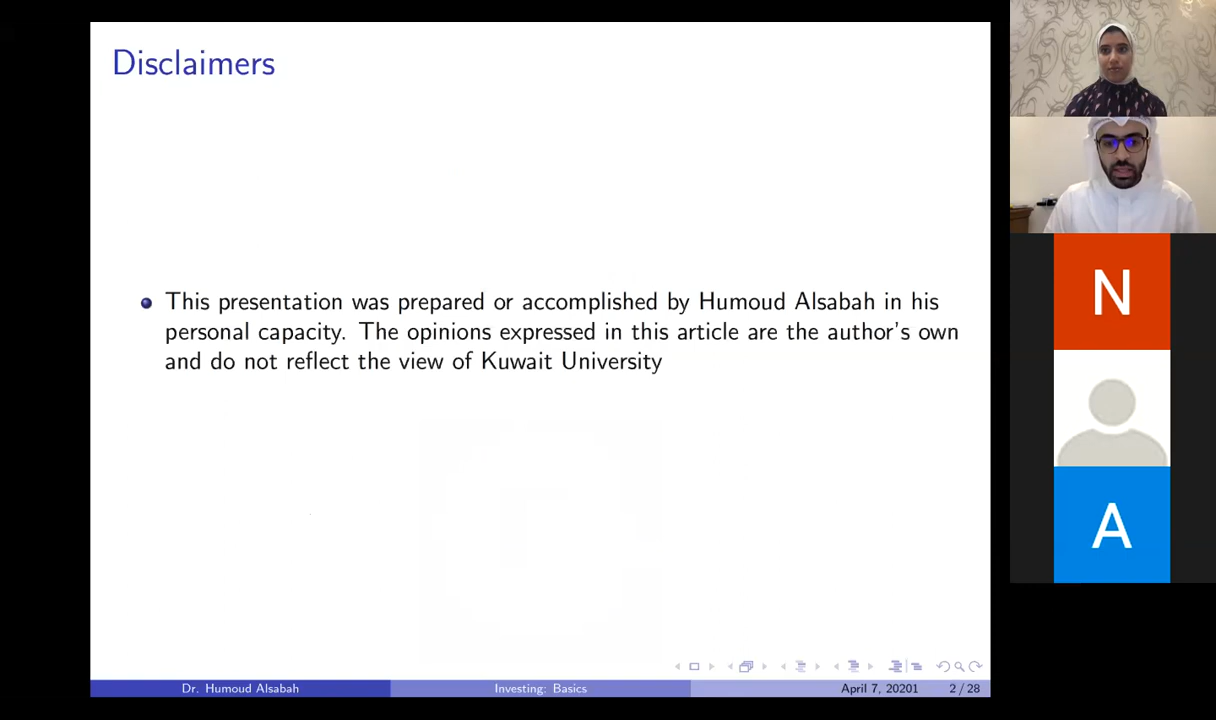 Disclaimers
This presentation was prepared or accomplished by Humoud Alsabah in his
personal capacity. The opinions expressed in this article are the author's own
and do not reflect the view of Kuwait University
N
A
Dr. Humoud Alsabah
Investing: Basics
April 7, 20201
2 / 28